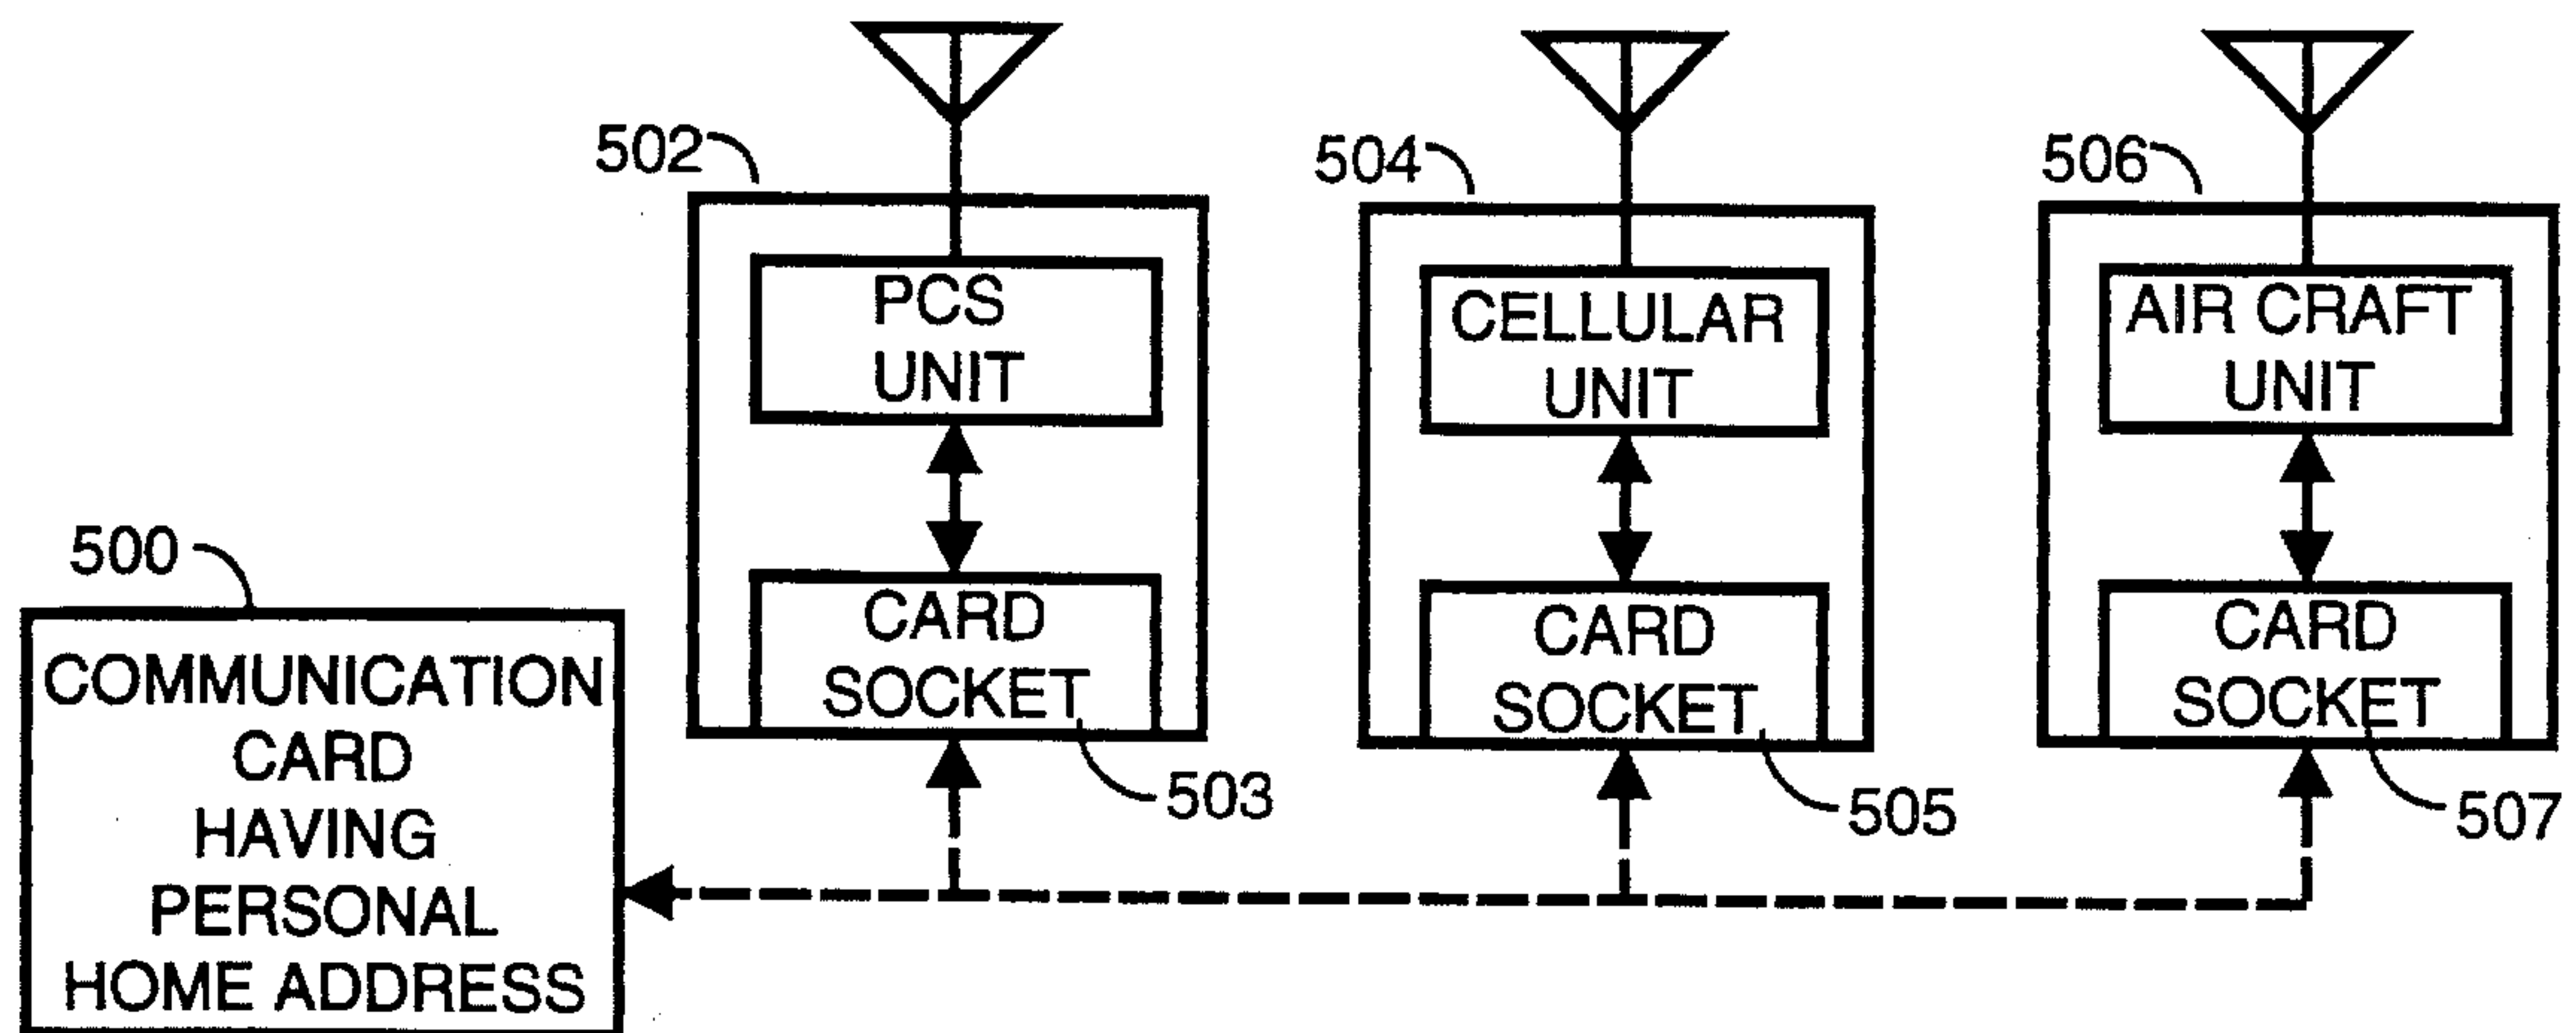 502
PCS
UNIT
CARD
SOCKET
503
504
CELLULAR
UNIT
CARD
SOCKET
505
506
AIR CRAFT
UNIT
CARD
SOCKET
507
500
COMMUNICATION
CARD
HAVING
PERSONAL
HOME ADDRESS